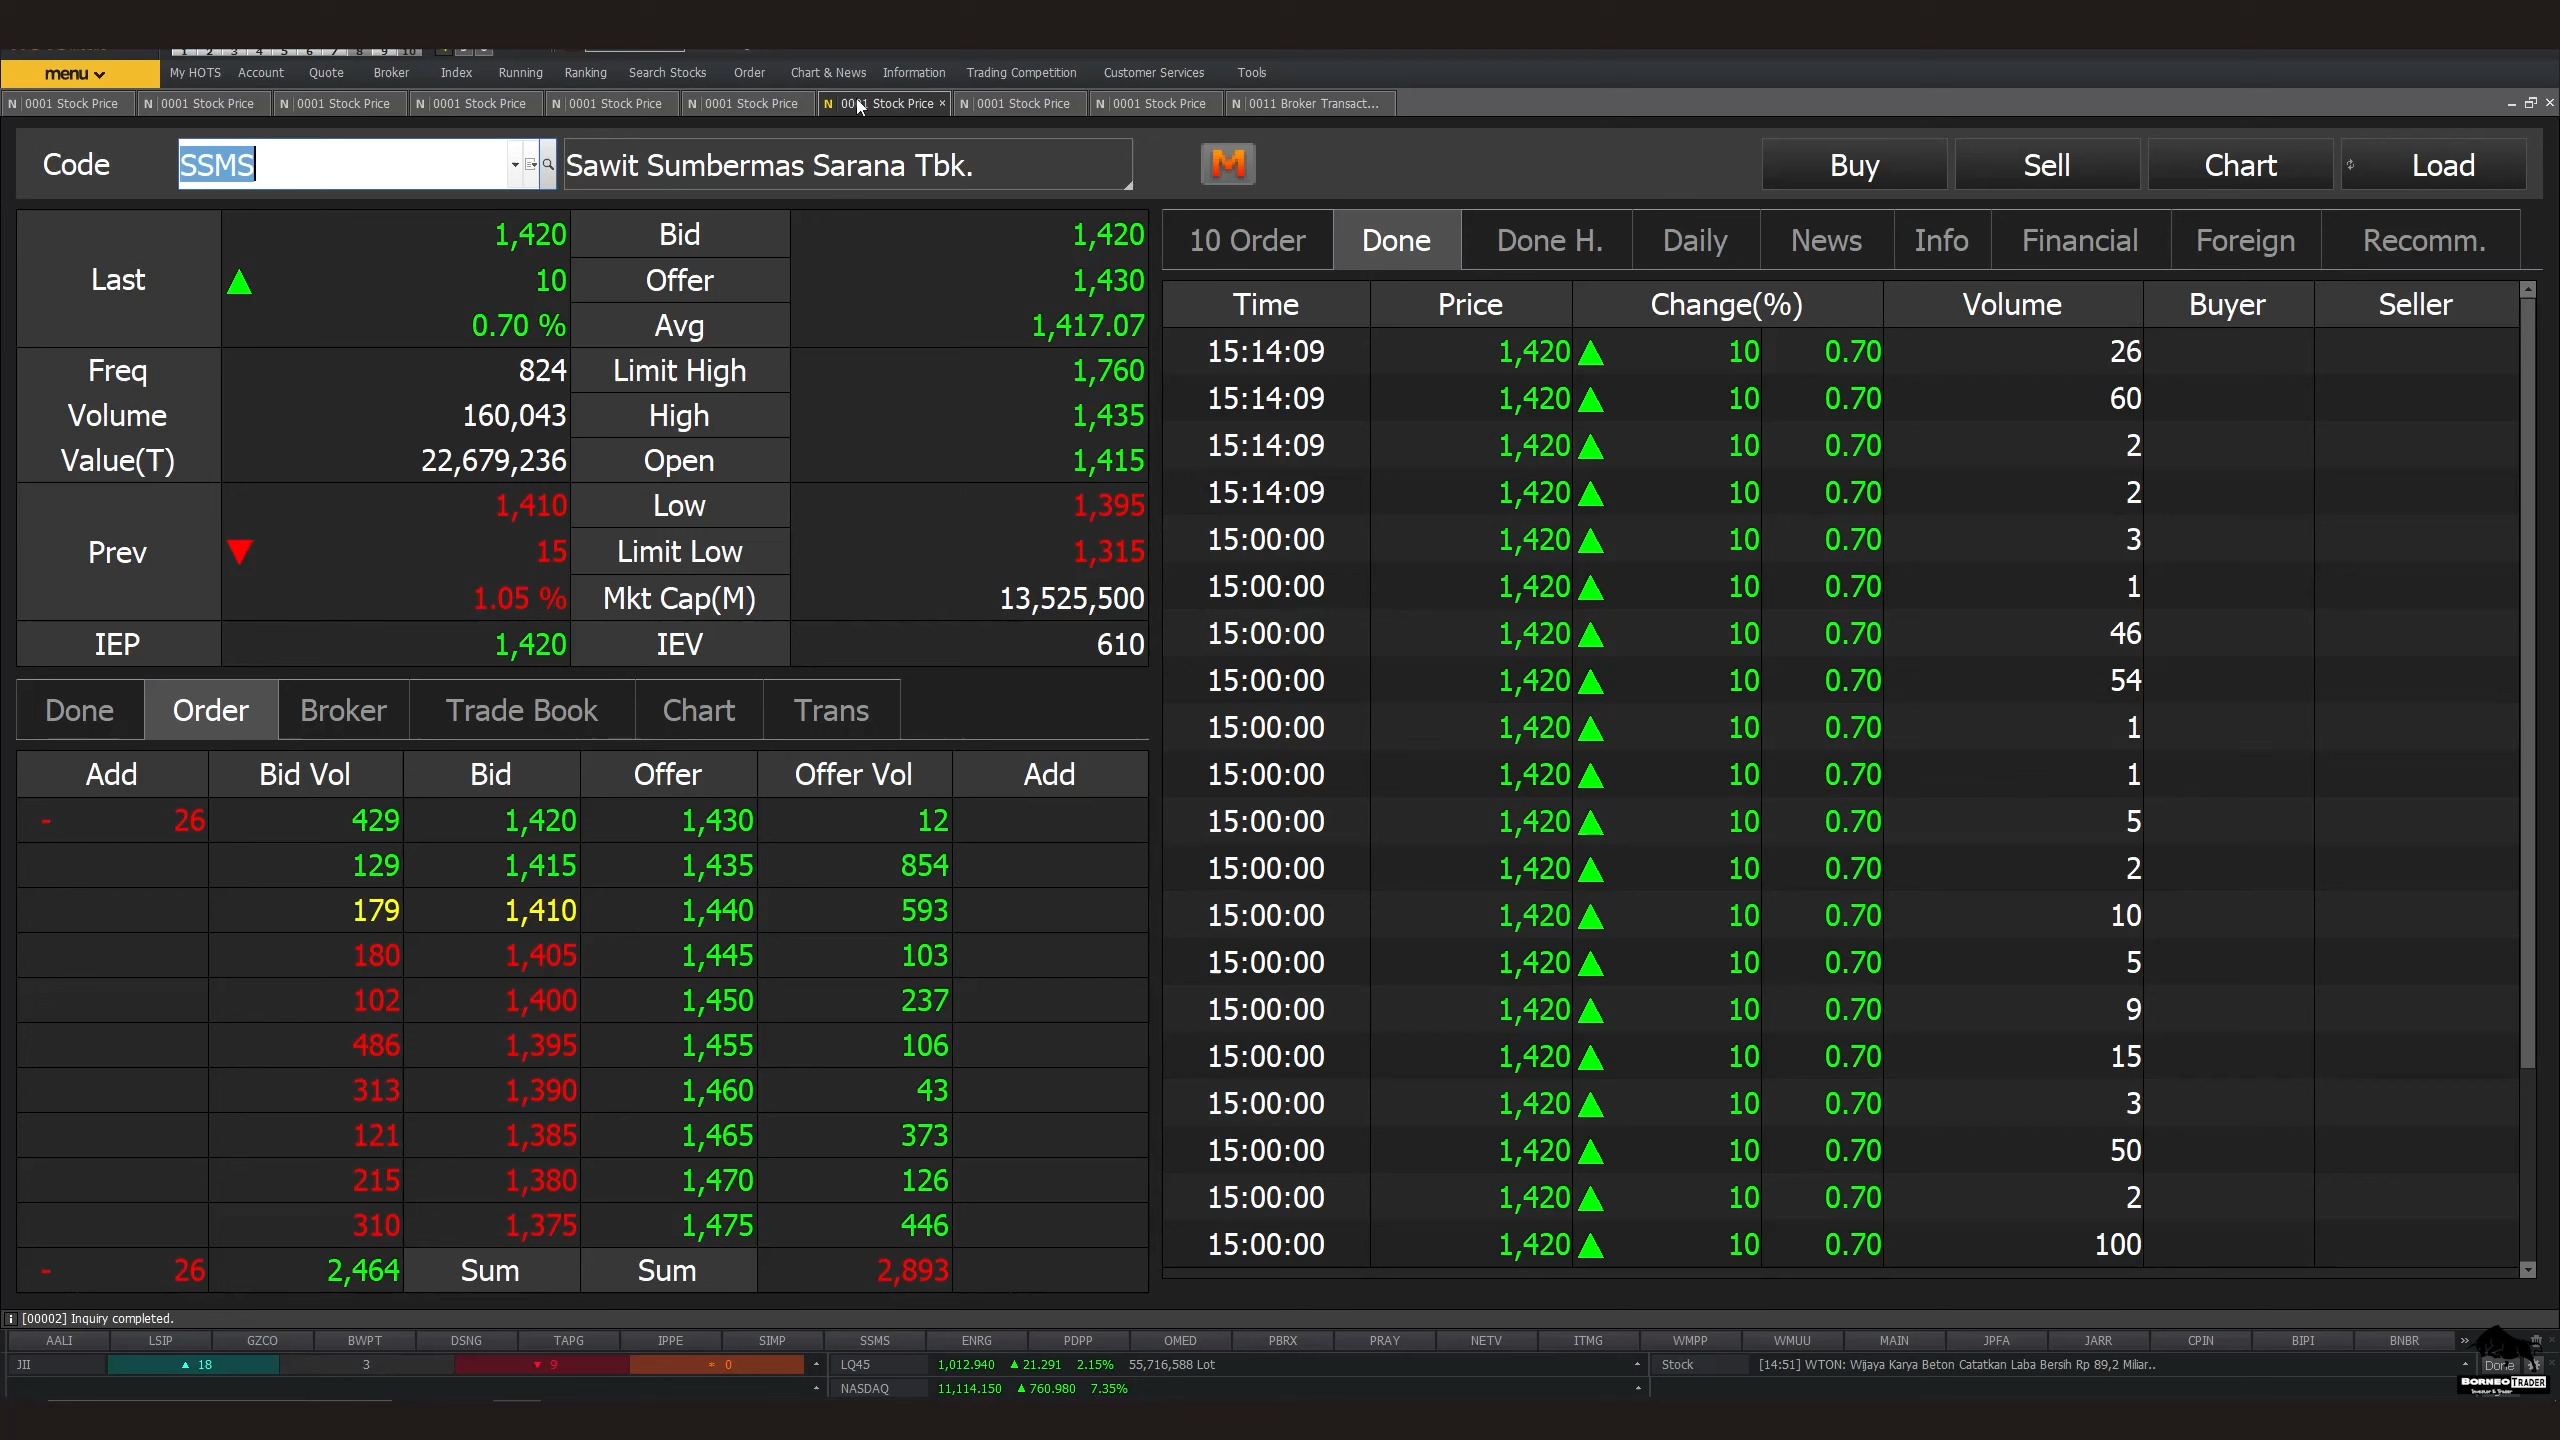 1 2 3 4 5 6 7 8 9 10
menu My HOTS Account Quote Broker Index Running Ranking Search Stocks Order Chart & News Information Trading Competition Customer Services Tools
N 0001 Stock Price N 0001 Stock Price N 0001 Stock Price N 0001 Stock Price N 0001 Stock Price N 0001 Stock Price N 0001 Stock Price × N 0001 Stock Price N 0001 Stock Price N 0011 Broker Transact...
Code SSMS Sawit Sumbermas Sarana Tbk. M Buy Sell Chart Load
Last 1,420 Bid 1,420
▲ 10 Offer 1,430
0.70 % Avg 1,417.07
Freq 824 Limit High 1,760
Volume 160,043 High 1,435
Value(T) 22,679,236 Open 1,415
Prev 1,410 Low 1,395
▼ 15 Limit Low 1,315
1.05 % Mkt Cap(M) 13,525,500
IEP 1,420 IEV 610
Done Order Broker Trade Book Chart Trans
Add Bid Vol Bid Offer Offer Vol Add
- 26 429 1,420 1,430 12
129 1,415 1,435 854
179 1,410 1,440 593
180 1,405 1,445 103
102 1,400 1,450 237
486 1,395 1,455 106
313 1,390 1,460 43
121 1,385 1,465 373
215 1,380 1,470 126
310 1,375 1,475 446
- 26 2,464 Sum Sum 2,893
10 Order Done Done H. Daily News Info Financial Foreign Recomm.
Time Price Change(%) Volume Buyer Seller
15:14:09 1,420 ▲ 10 0.70 26
15:14:09 1,420 ▲ 10 0.70 60
15:14:09 1,420 ▲ 10 0.70 2
15:14:09 1,420 ▲ 10 0.70 2
15:00:00 1,420 ▲ 10 0.70 3
15:00:00 1,420 ▲ 10 0.70 1
15:00:00 1,420 ▲ 10 0.70 46
15:00:00 1,420 ▲ 10 0.70 54
15:00:00 1,420 ▲ 10 0.70 1
15:00:00 1,420 ▲ 10 0.70 1
15:00:00 1,420 ▲ 10 0.70 5
15:00:00 1,420 ▲ 10 0.70 2
15:00:00 1,420 ▲ 10 0.70 10
15:00:00 1,420 ▲ 10 0.70 5
15:00:00 1,420 ▲ 10 0.70 9
15:00:00 1,420 ▲ 10 0.70 15
15:00:00 1,420 ▲ 10 0.70 3
15:00:00 1,420 ▲ 10 0.70 50
15:00:00 1,420 ▲ 10 0.70 2
15:00:00 1,420 ▲ 10 0.70 100
[00002] Inquiry completed.
AALI LSIP GZCO BWPT DSNG TAPG IPPE SIMP SSMS ENRG PDPP OMED PBRX PRAY NETV ITMG WMPP WMUU MAIN JPFA JARR CPIN BIPI BNBR »
JII ▲ 18 3 ▼ 9 * 0 LQ45 1,012.940 ▲ 21.291 2.15% 55,716,588 Lot Stock [14:51] WTON: Wijaya Karya Beton Catatkan Laba Bersih Rp 89,2 Miliar.. Done
NASDAQ 11,114.150 ▲ 760.980 7.35% BORNEO TRADER